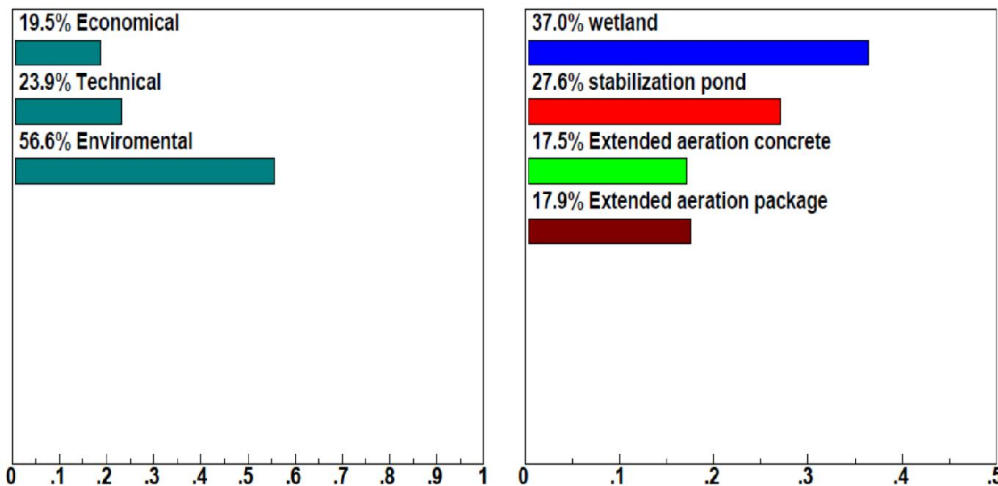 19.5% Economical
23.9% Technical
56.6% Enviromental
0 .1 .2 .3 .4 .5 .6 .7 .8 .9 1
37.0% wetland
27.6% stabilization pond
17.5% Extended aeration concrete
17.9% Extended aeration package
0 .1 .2 .3 .4 .5